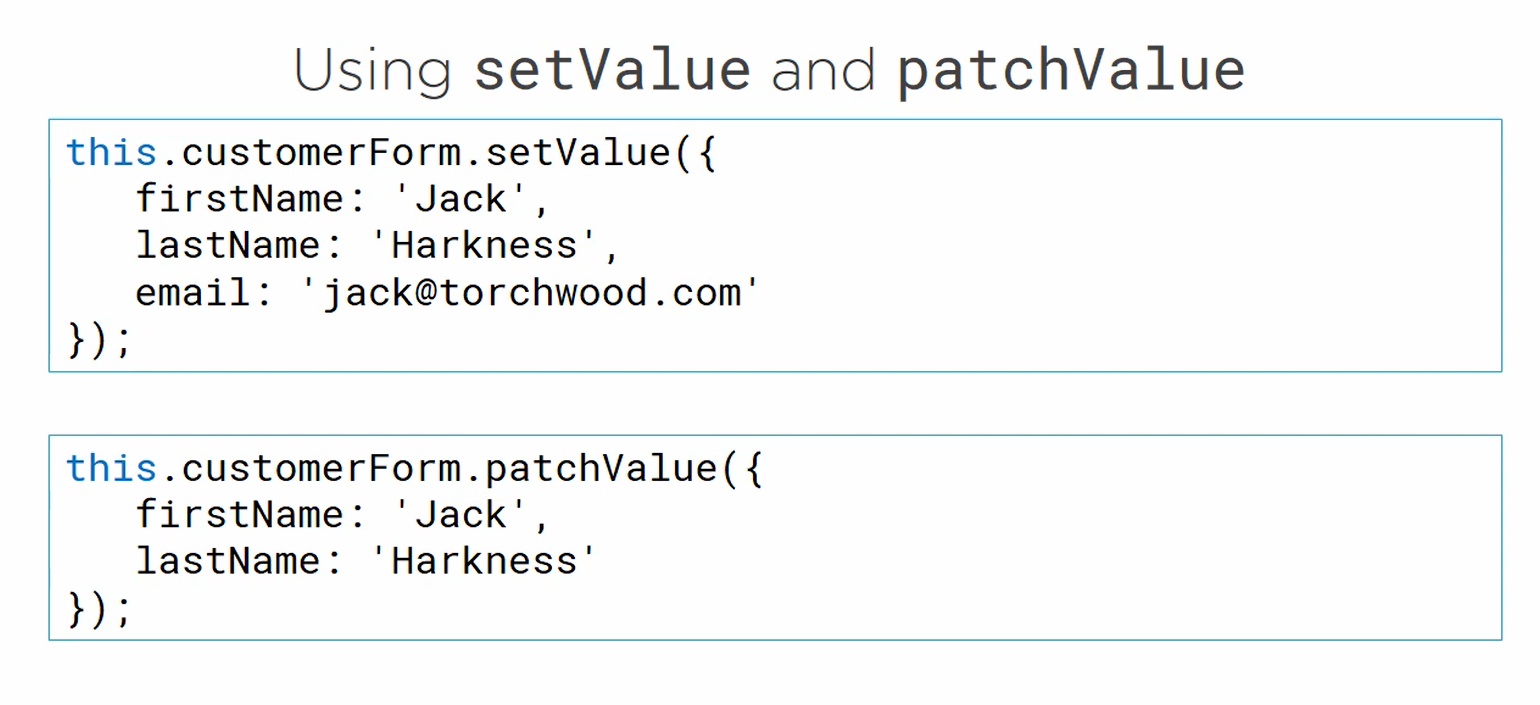 Using setValue and patchValue
this.customerForm.setValue({
   firstName: 'Jack',
   lastName: 'Harkness',
   email: 'jack@torchwood.com'
});
this.customerForm.patchValue({
   firstName: 'Jack',
   lastName: 'Harkness'
});